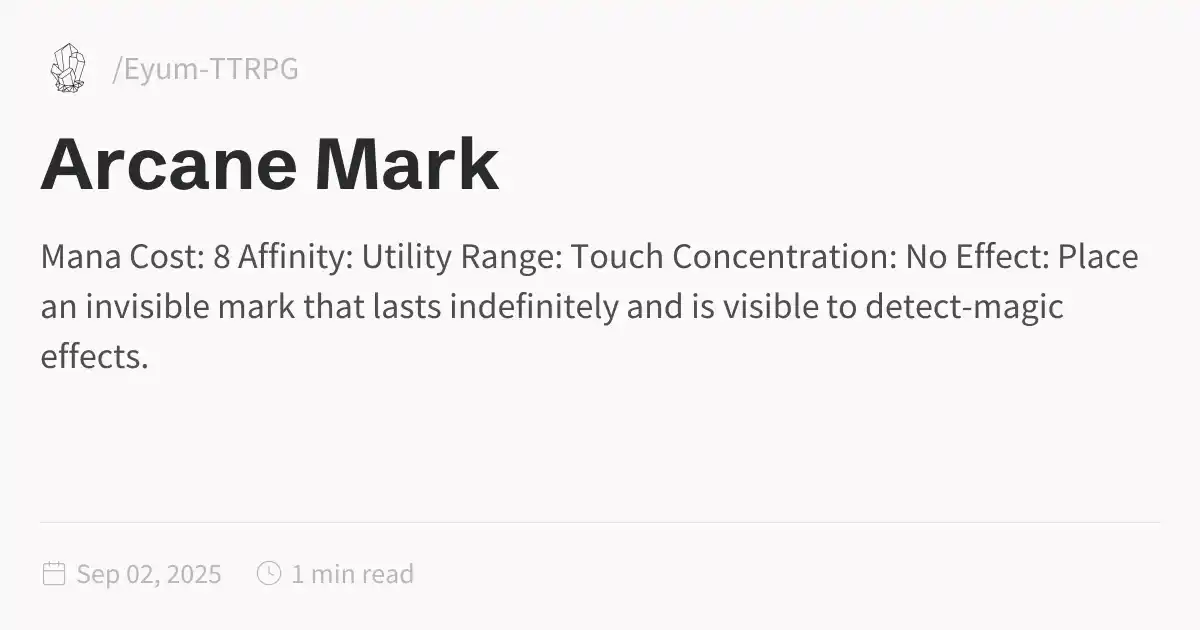 /Eyum-TTRPG
Arcane Mark
Mana Cost: 8 Affinity: Utility Range: Touch Concentration: No Effect: Place
an invisible mark that lasts indefinitely and is visible to detect-magic
effects.
Sep 02, 2025 1 min read